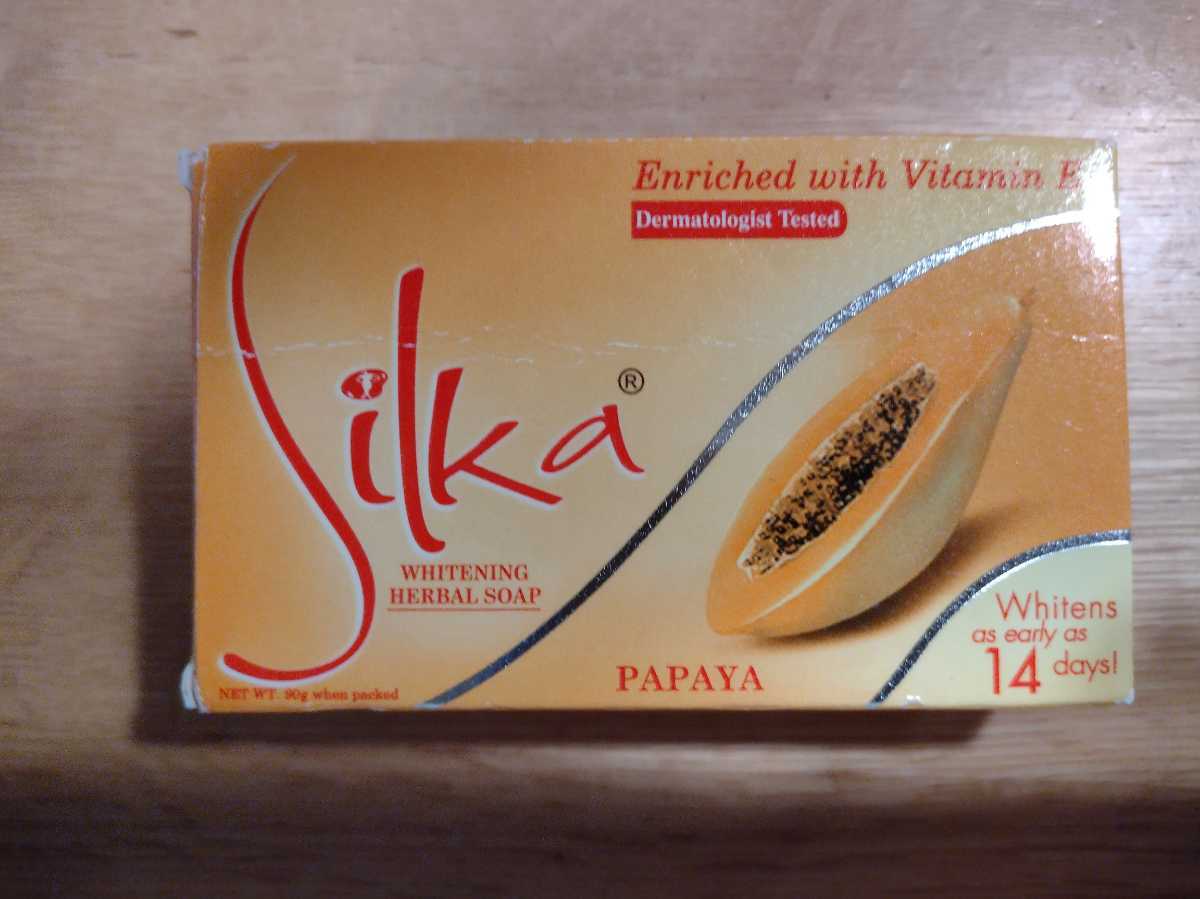 Enriched with Vitamin E
Dermatologist Tested
Silka®
WHITENING
HERBAL SOAP
PAPAYA
Whitens
as early as
14 days!
NET WT. 90g when packed